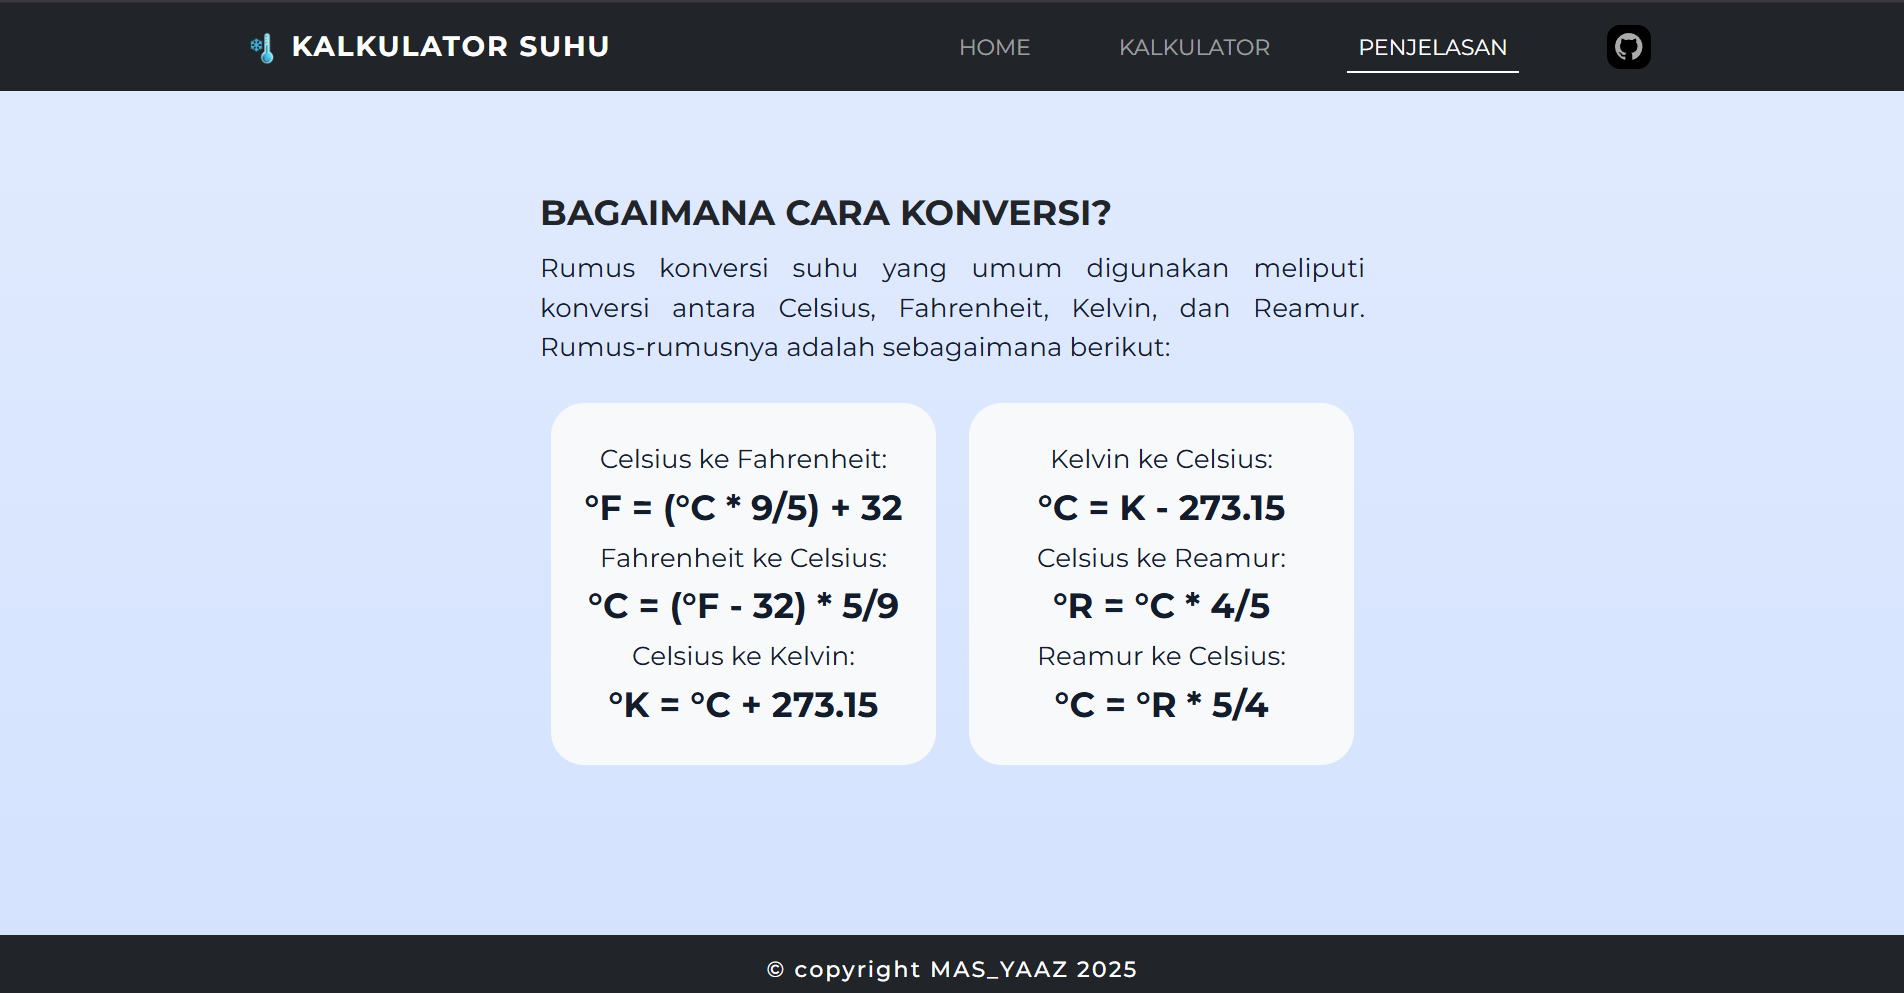 KALKULATOR SUHU
HOME
KALKULATOR
PENJELASAN
BAGAIMANA CARA KONVERSI?
Rumus konversi suhu yang umum digunakan meliputi
konversi antara Celsius, Fahrenheit, Kelvin, dan Reamur.
Rumus-rumusnya adalah sebagaimana berikut:
Celsius ke Fahrenheit:
°F = (°C * 9/5) + 32
Fahrenheit ke Celsius:
°C = (°F - 32) * 5/9
Celsius ke Kelvin:
°K = °C + 273.15
Kelvin ke Celsius:
°C = K - 273.15
Celsius ke Reamur:
°R = °C * 4/5
Reamur ke Celsius:
°C = °R * 5/4
© copyright MAS_YAAZ 2025